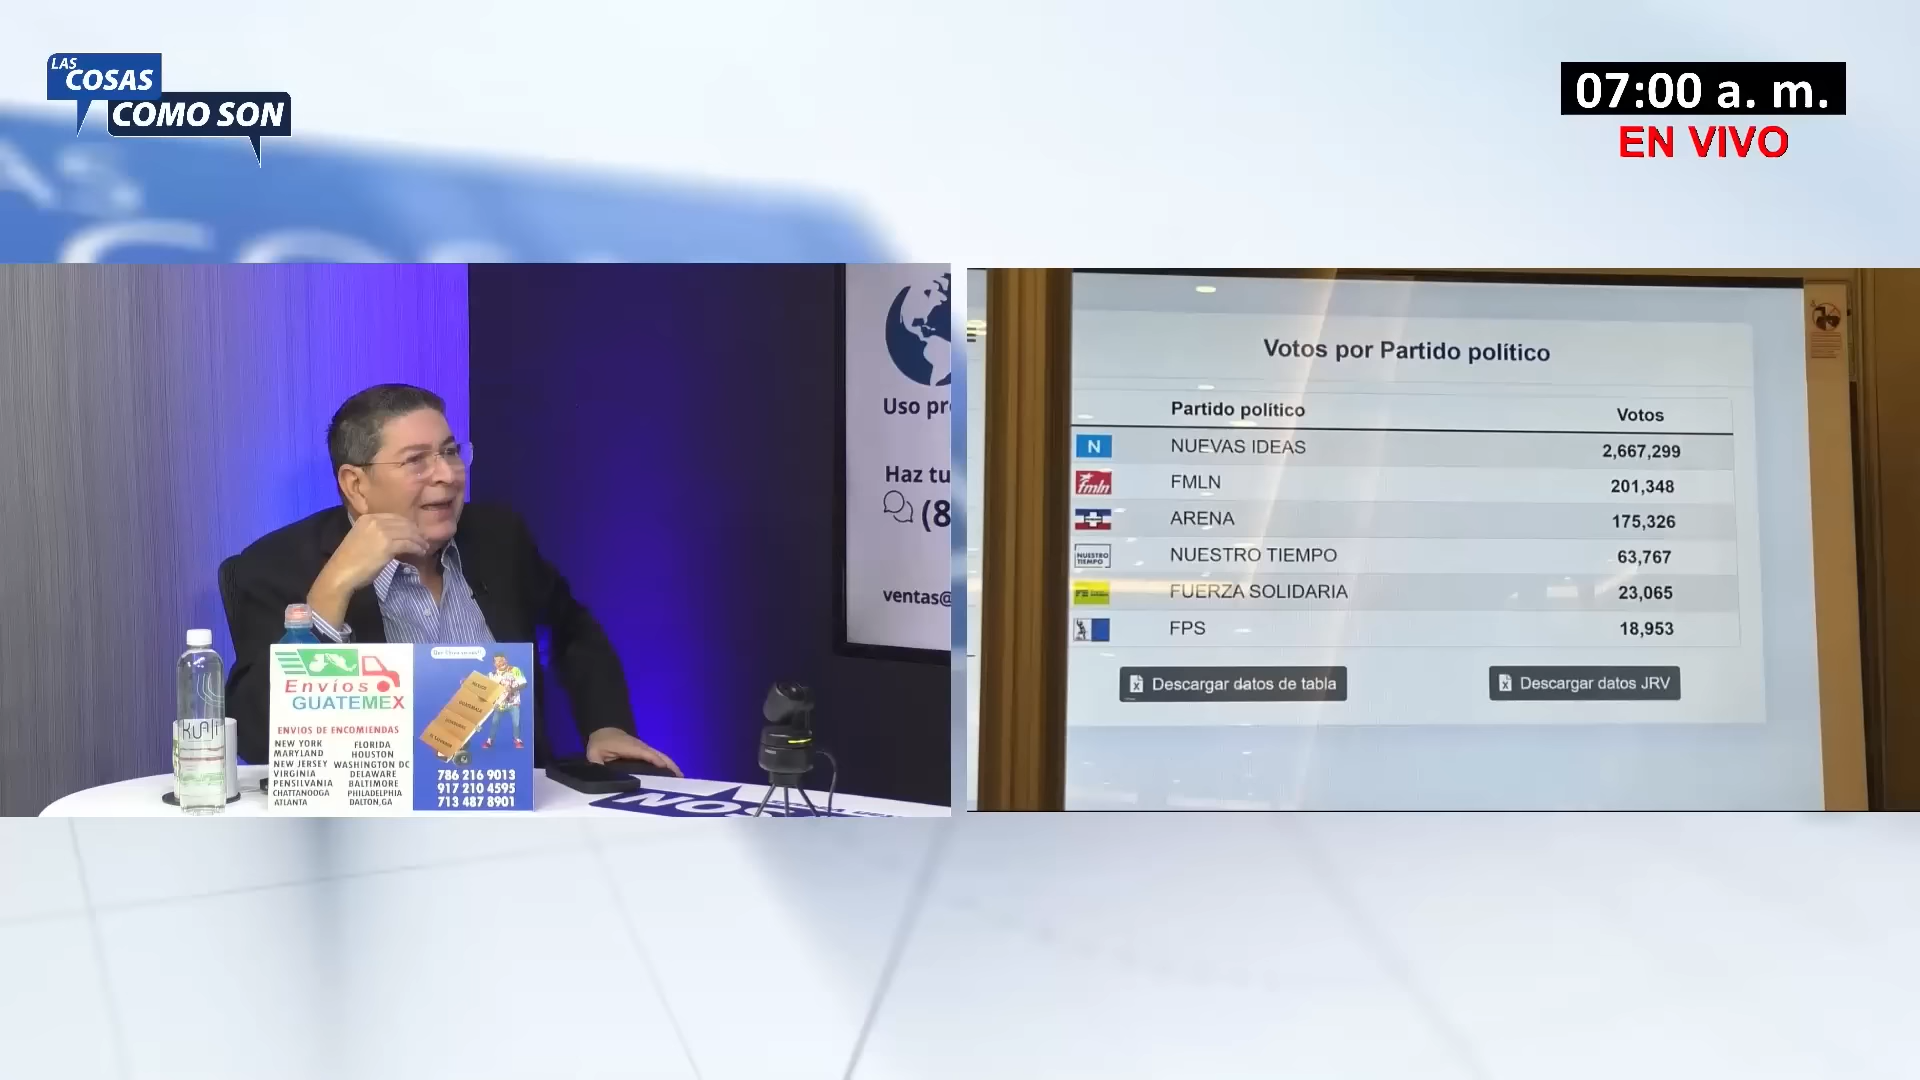 LAS
COSAS
COMO SON
07:00 a. m.
EN VIVO
Uso pr
Haz tu
(8
ventas@
KUALI
Envíos
GUATEMEX
ENVIOS DE ENCOMIENDAS
NEW YORK
MARYLAND
NEW JERSEY
VIRGINIA
PENSILVANIA
CHATTANOOGA
ATLANTA
FLORIDA
HOUSTON
WASHINGTON DC
DELAWARE
BALTIMORE
PHILADELPHIA
DALTON,GA
786 216 9013
917 210 4595
713 487 8901
Votos por Partido político
Partido político Votos
N NUEVAS IDEAS 2,667,299
fmln FMLN 201,348
ARENA 175,326
NUESTRO TIEMPO NUESTRO TIEMPO 63,767
FUERZA SOLIDARIA 23,065
FPS 18,953
Descargar datos de tabla Descargar datos JRV